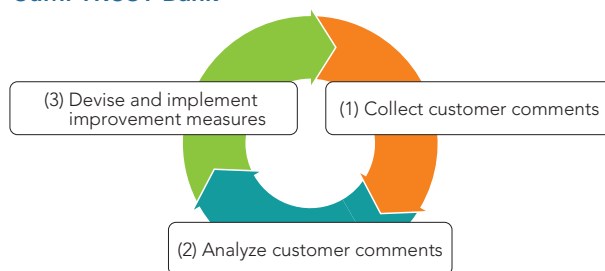 (3) Devise and implement
improvement measures
(1) Collect customer comments
(2) Analyze customer comments